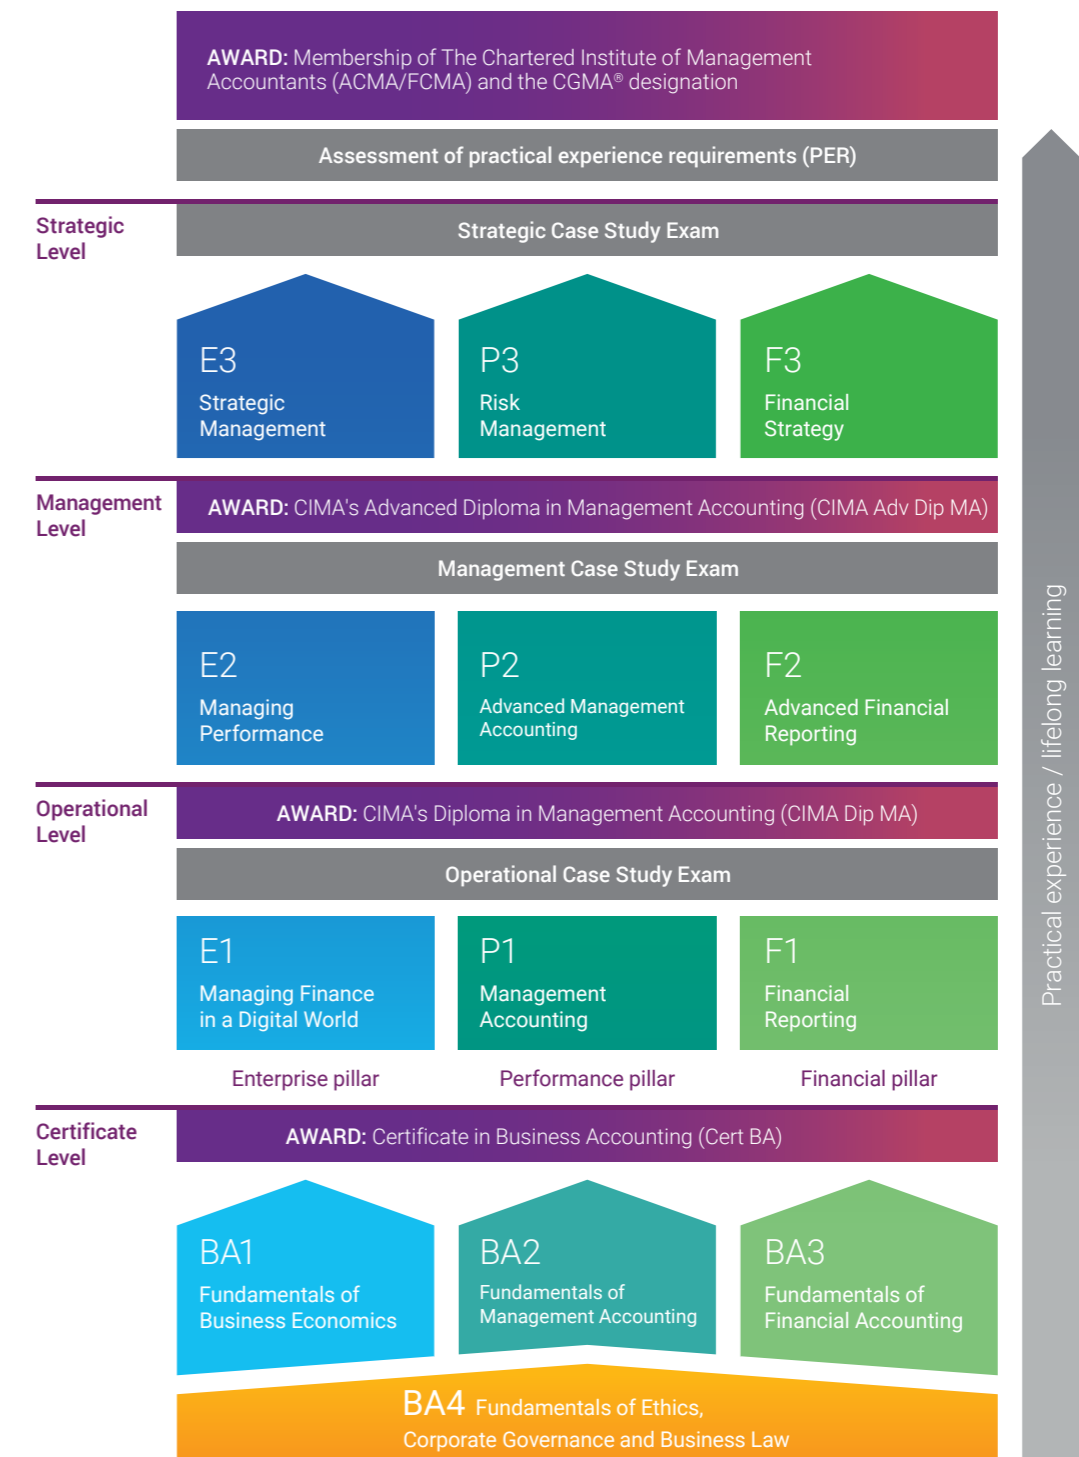 AWARD: Membership of The Chartered Institute of Management
Accountants (ACMA/FCMA) and the CGMA® designation
Assessment of practical experience requirements (PER)
Strategic
Level
Strategic Case Study Exam
E3
Strategic
Management
P3
Risk
Management
F3
Financial
Strategy
Management
Level
AWARD: CIMA's Advanced Diploma in Management Accounting (CIMA Adv Dip MA)
Management Case Study Exam
E2
Managing
Performance
P2
Advanced Management
Accounting
F2
Advanced Financial
Reporting
Operational
Level
AWARD: CIMA's Diploma in Management Accounting (CIMA Dip MA)
Operational Case Study Exam
E1
Managing Finance
in a Digital World
P1
Management
Accounting
F1
Financial
Reporting
Enterprise pillar
Performance pillar
Financial pillar
Certificate
Level
AWARD: Certificate in Business Accounting (Cert BA)
BA1
Fundamentals of
Business Economics
BA2
Fundamentals of
Management Accounting
BA3
Fundamentals of
Financial Accounting
BA4 Fundamentals of Ethics,
Corporate Governance and Business Law
Practical experience / lifelong learning